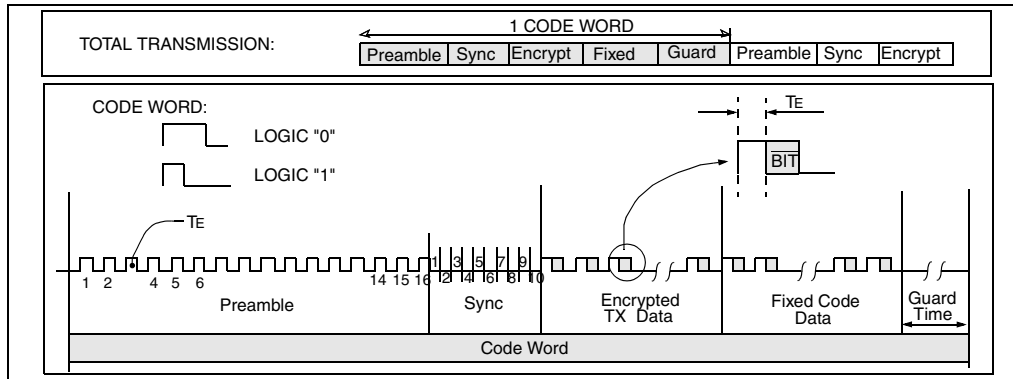 1 CODE WORD
TOTAL TRANSMISSION:
Preamble Sync Encrypt Fixed Guard Preamble Sync Encrypt
CODE WORD:
LOGIC "0"
LOGIC "1"
TE
BIT
TE
1 2 4 5 6 14 15 16 1 3 5 7 9
2 4 6 8 10
Preamble
Sync
Encrypted
TX Data
Fixed Code
Data
Guard
Time
Code Word